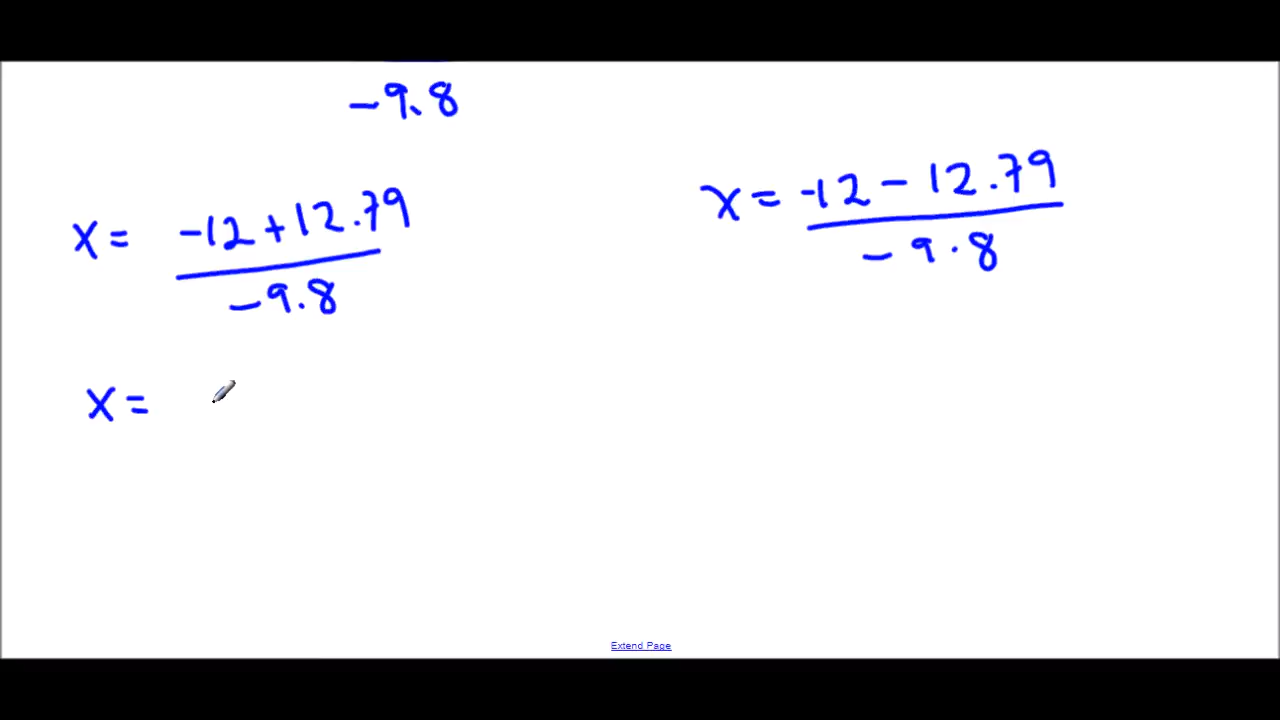 -9.8
x = -12 + 12.79
-9.8
x = -12 - 12.79
-9.8
x =
Extend Page